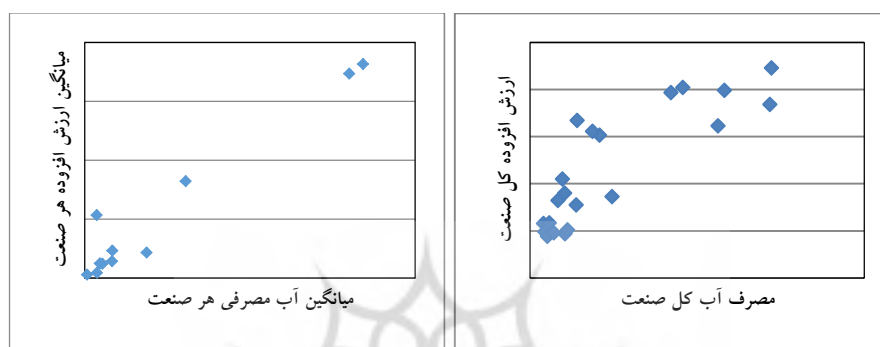 ارزش افزوده کل صنعت
مصرف آب کل صنعت
میانگین ارزش افزوده هر صنعت
میانگین آب مصرفی هر صنعت